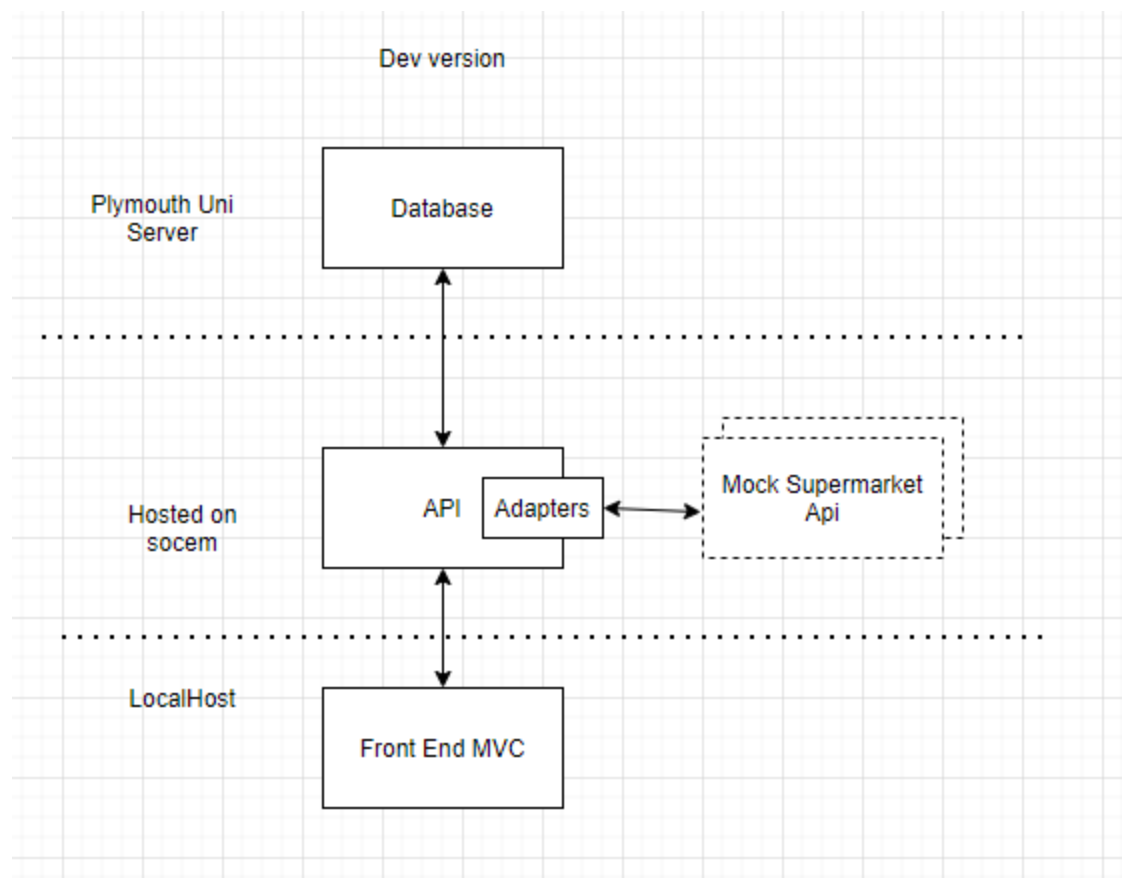 Dev version
Plymouth Uni
Server
Database
Hosted on
socem
API
Adapters
Mock Supermarket
Api
LocalHost
Front End MVC